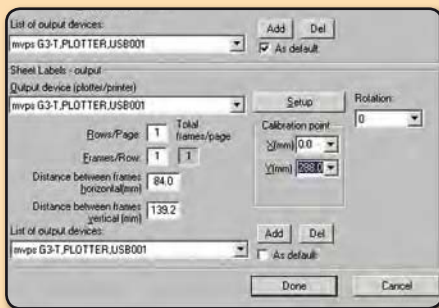 List of output devices:
mvps G3-T,PLOTTER,USB001
Add Del
As default
Sheet Labels - output
Output device (plotter/printer)
mvps G3-T,PLOTTER,USB001
Setup
Rotation:
0
Rows/Page: 1
Total frames/page
Frames/Row: 1 1
Calibration point
X(mm) 0.0
Y(mm) 288.0
Distance between frames
horizontal(mm) 84.0
Distance between frames
vertical (mm) 139.2
List of output devices:
mvps G3-T,PLOTTER,USB001
Add Del
As default
Done Cancel